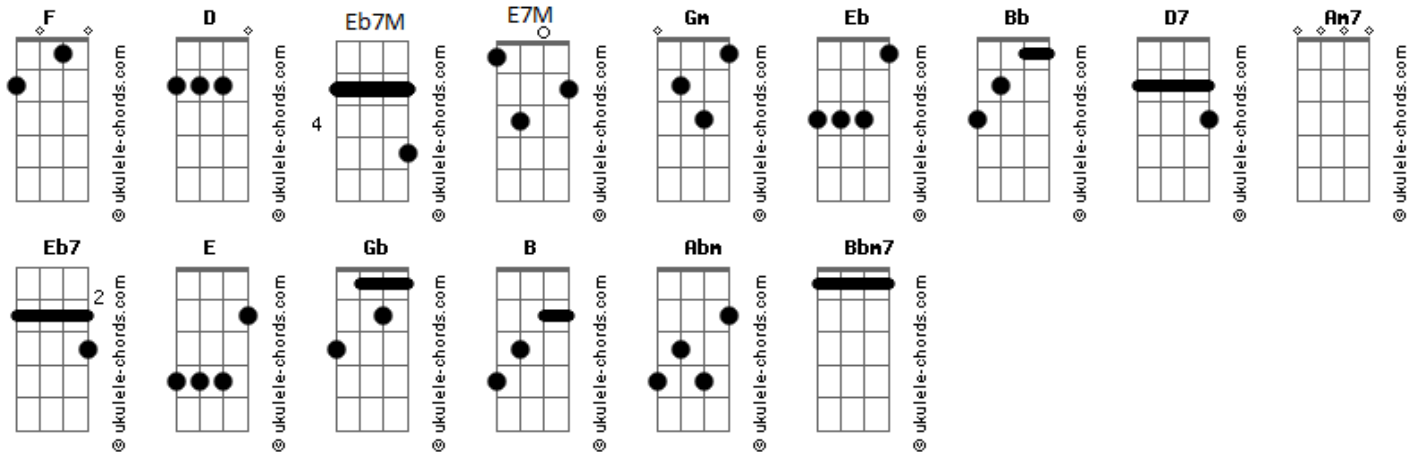 F D Eb7M E7M Gm Eb Bb D7 Am7
4
© ukulele-chords.com © ukulele-chords.com © ukulele-chords.com © ukulele-chords.com © ukulele-chords.com © ukulele-chords.com © ukulele-chords.com © ukulele-chords.com © ukulele-chords.com
Eb7 E Gb B Abm Bbm7
2
© ukulele-chords.com © ukulele-chords.com © ukulele-chords.com © ukulele-chords.com © ukulele-chords.com © ukulele-chords.com